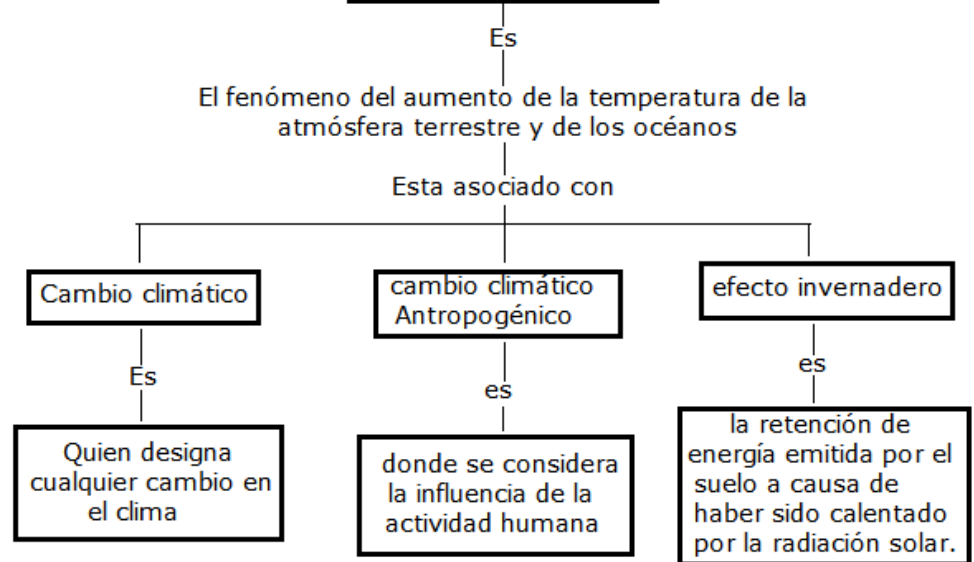 Es
El fenómeno del aumento de la temperatura de la
atmósfera terrestre y de los océanos
Esta asociado con
Cambio climático
cambio climático
Antropogénico
efecto invernadero
Es
es
es
Quien designa
cualquier cambio en
el clima
donde se considera
la influencia de la
actividad humana
la retención de
energía emitida por el
suelo a causa de
haber sido calentado
por la radiación solar.